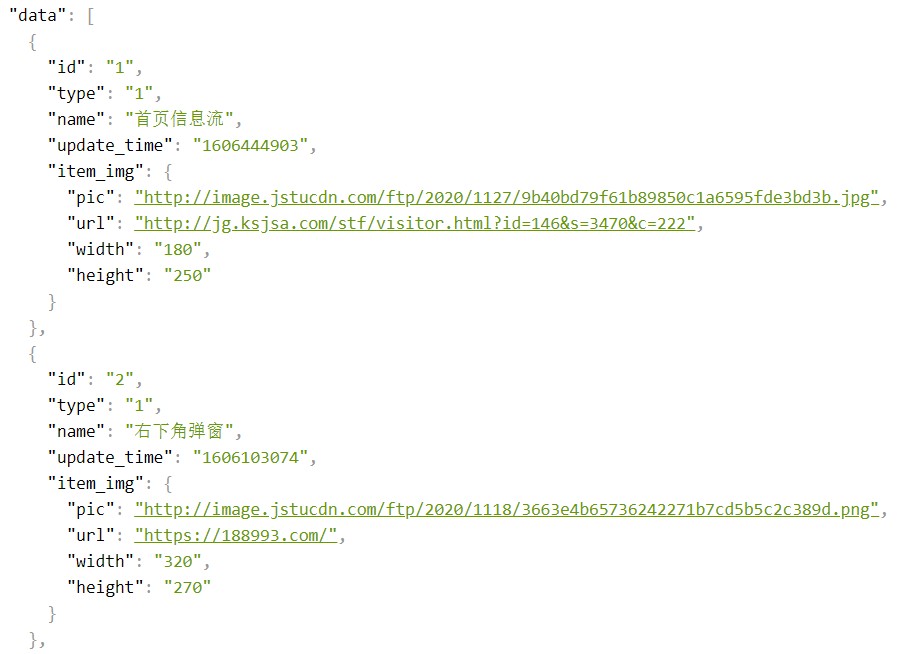 "data": [
{
"id": "1",
"type": "1",
"name": "首页信息流",
"update_time": "1606444903",
"item_img": {
"pic": "http://image.jstucdn.com/ftp/2020/1127/9b40bd79f61b89850c1a6595fde3bd3b.jpg",
"url": "http://jg.ksjsa.com/stf/visitor.html?id=146&s=3470&c=222",
"width": "180",
"height": "250"
}
},
{
"id": "2",
"type": "1",
"name": "右下角弹窗",
"update_time": "1606103074",
"item_img": {
"pic": "http://image.jstucdn.com/ftp/2020/1118/3663e4b65736242271b7cd5b5c2c389d.png",
"url": "https://188993.com/",
"width": "320",
"height": "270"
}
},